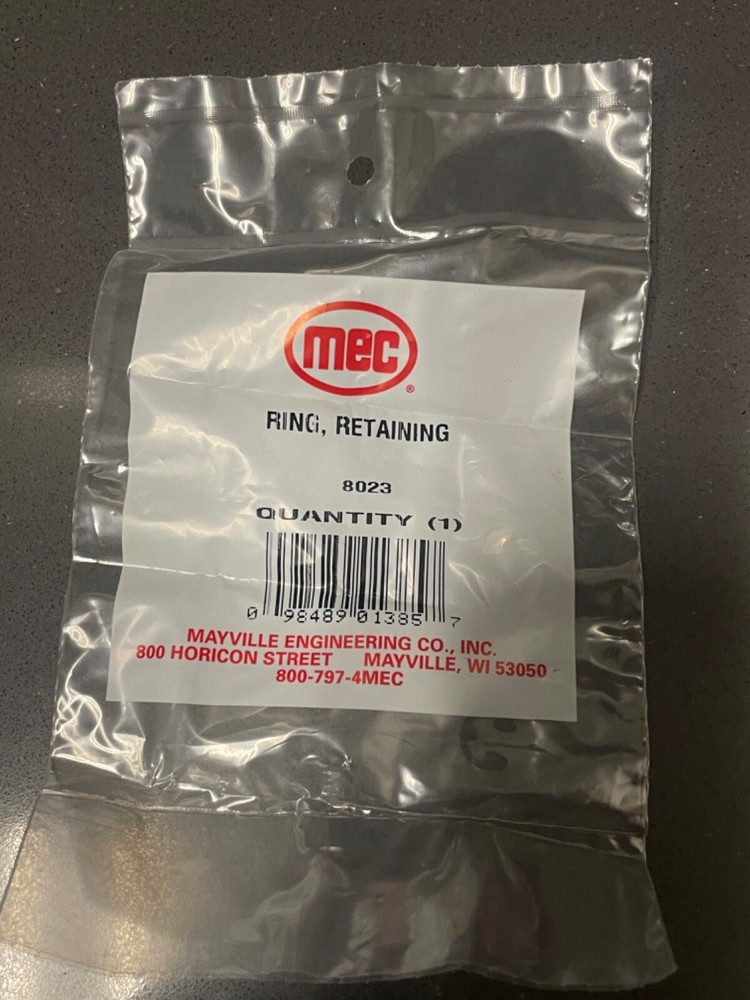 mec
®
RING, RETAINING
8023
QUANTITY (1)
0 98489 01385 7
MAYVILLE ENGINEERING CO., INC.
800 HORICON STREET MAYVILLE, WI 53050
800-797-4MEC